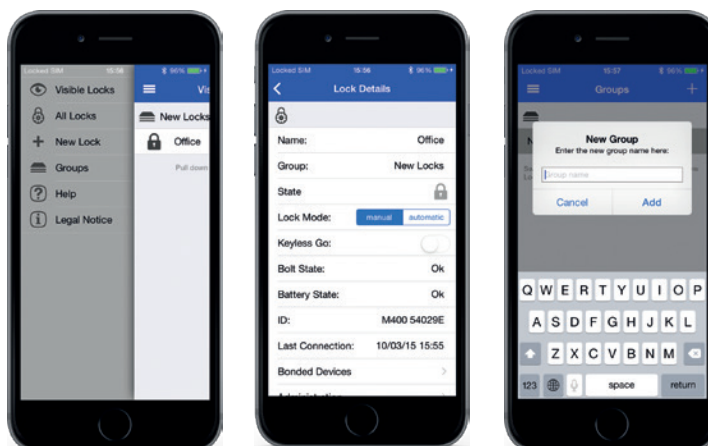 Locked SIM 15:56 96%
Visible Locks
All Locks
New Lock
Groups
Help
Legal Notice
Vis
New Locks
Office
Pull down
Locked SIM 15:56 96%
Lock Details
Name: Office
Group: New Locks
State
Lock Mode: manual automatic
Keyless Go:
Bolt State: Ok
Battery State: Ok
ID: M400 54029E
Last Connection: 10/03/15 15:55
Bonded Devices
Administration
Locked SIM 15:57 96%
Groups
New Group
Enter the new group name here:
Group name
Cancel Add
Q W E R T Y U I O P
A S D F G H J K L
Z X C V B N M
123 space return